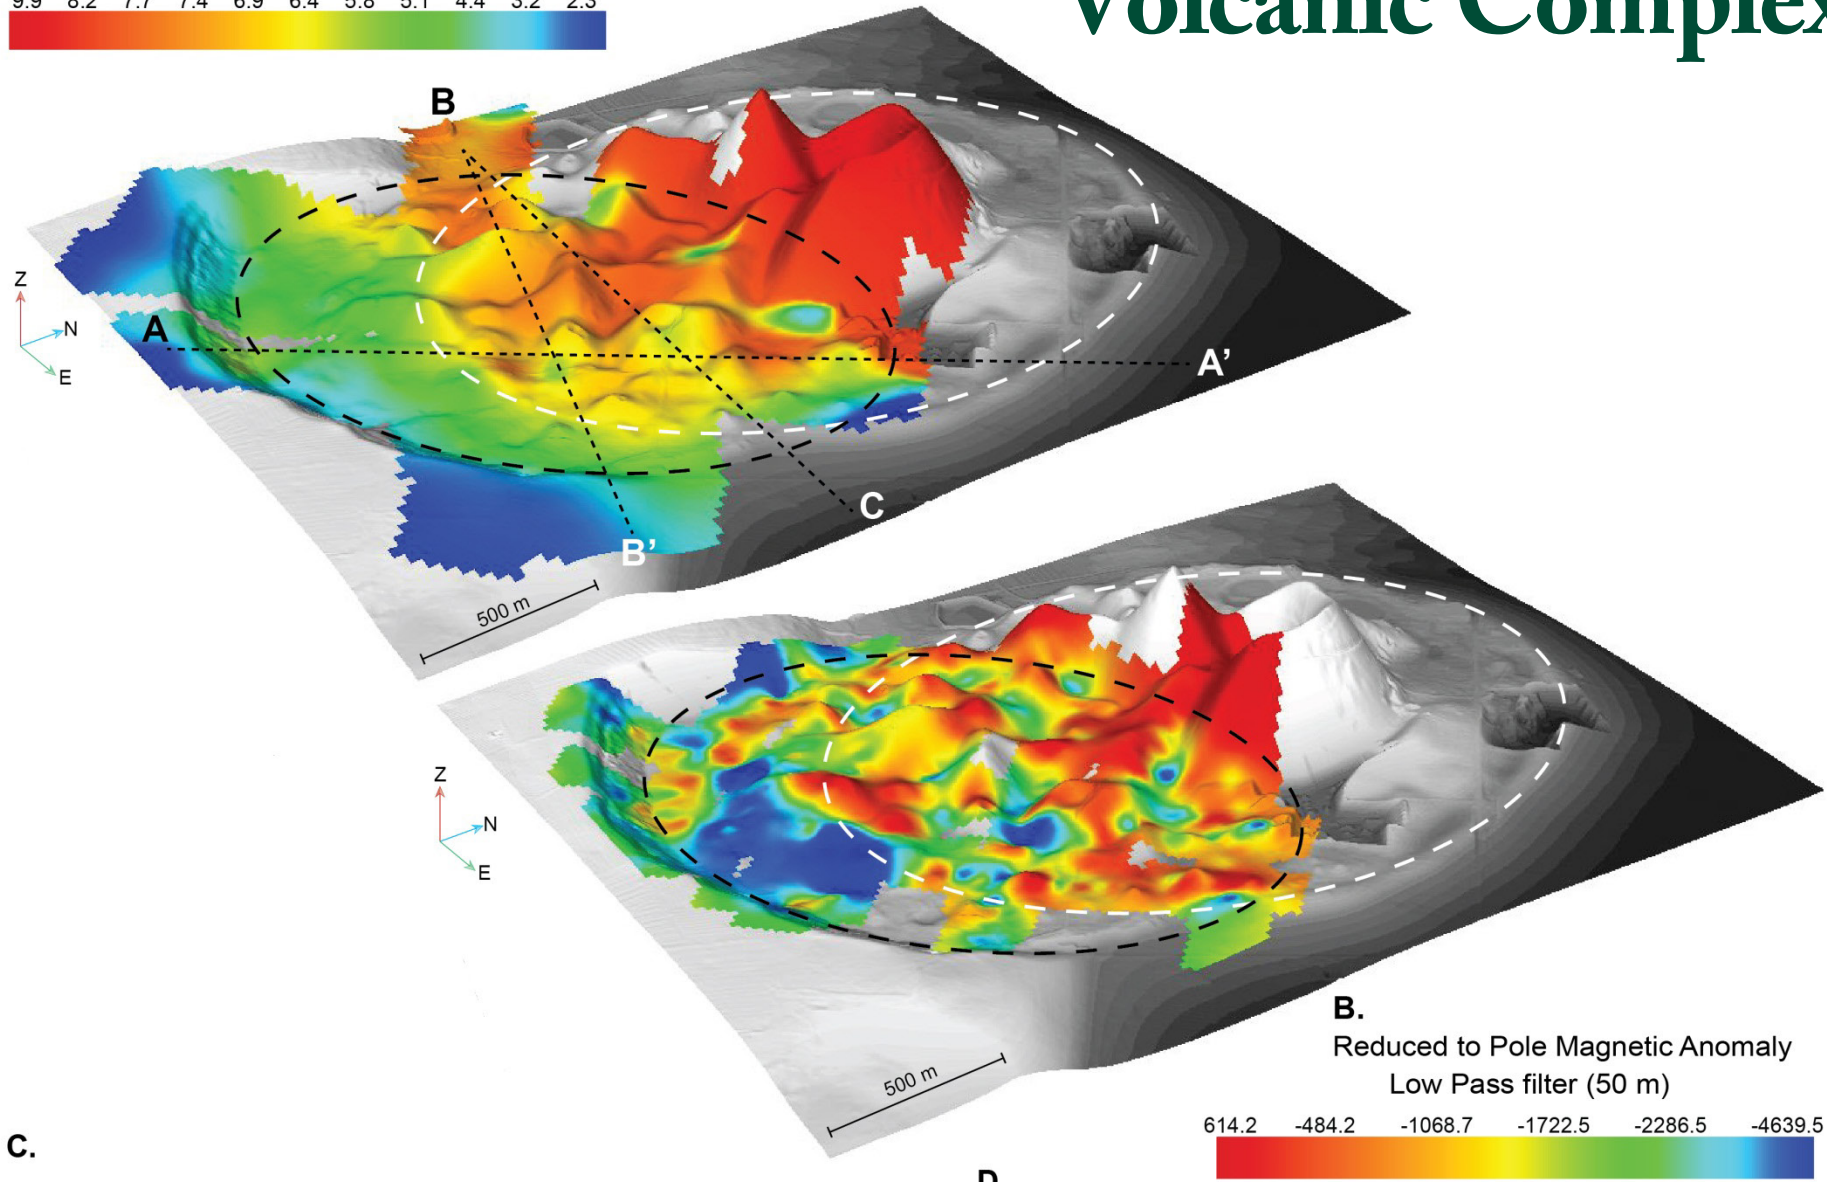 9.9 8.2 7.7 7.4 6.9 6.4 5.8 5.1 4.4 3.2 2.3
Volcanic Complex
B
A
A’
C
B’
Z
N
E
500 m
Z
N
E
500 m
B.
Reduced to Pole Magnetic Anomaly
Low Pass filter (50 m)
614.2 -484.2 -1068.7 -1722.5 -2286.5 -4639.5
C.
D.